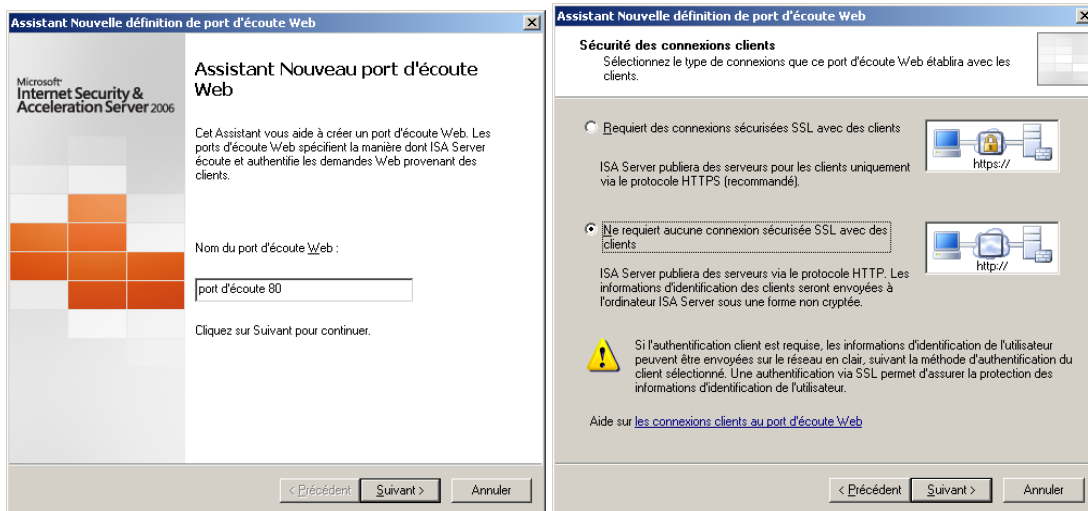 Assistant Nouvelle définition de port d'écoute Web
Microsoft
Internet Security &
Acceleration Server 2006
Assistant Nouveau port d'écoute
Web
Cet Assistant vous aide à créer un port d'écoute Web. Les
ports d'écoute Web spécifient la manière dont ISA Server
écoute et authentifie les demandes Web provenant des
clients.
Nom du port d'écoute Web :
port d'écoute 80
Cliquez sur Suivant pour continuer.
< Précédent
Suivant >
Annuler
Assistant Nouvelle définition de port d'écoute Web
Sécurité des connexions clients
Sélectionnez le type de connexions que ce port d'écoute Web établira avec les
clients.
Requiert des connexions sécurisées SSL avec des clients
https://
ISA Server publiera des serveurs pour les clients uniquement
via le protocole HTTPS (recommandé).
Ne requiert aucune connexion sécurisée SSL avec des
clients
http://
ISA Server publiera des serveurs via le protocole HTTP. Les
informations d'identification des clients seront envoyées à
l'ordinateur ISA Server sous une forme non cryptée.
Si l'authentification client est requise, les informations d'identification de l'utilisateur
peuvent être envoyées sur le réseau en clair, suivant la méthode d'authentification du
client sélectionné. Une authentification via SSL permet d'assurer la protection des
informations d'identification de l'utilisateur.
Aide sur les connexions clients au port d'écoute Web
< Précédent
Suivant >
Annuler